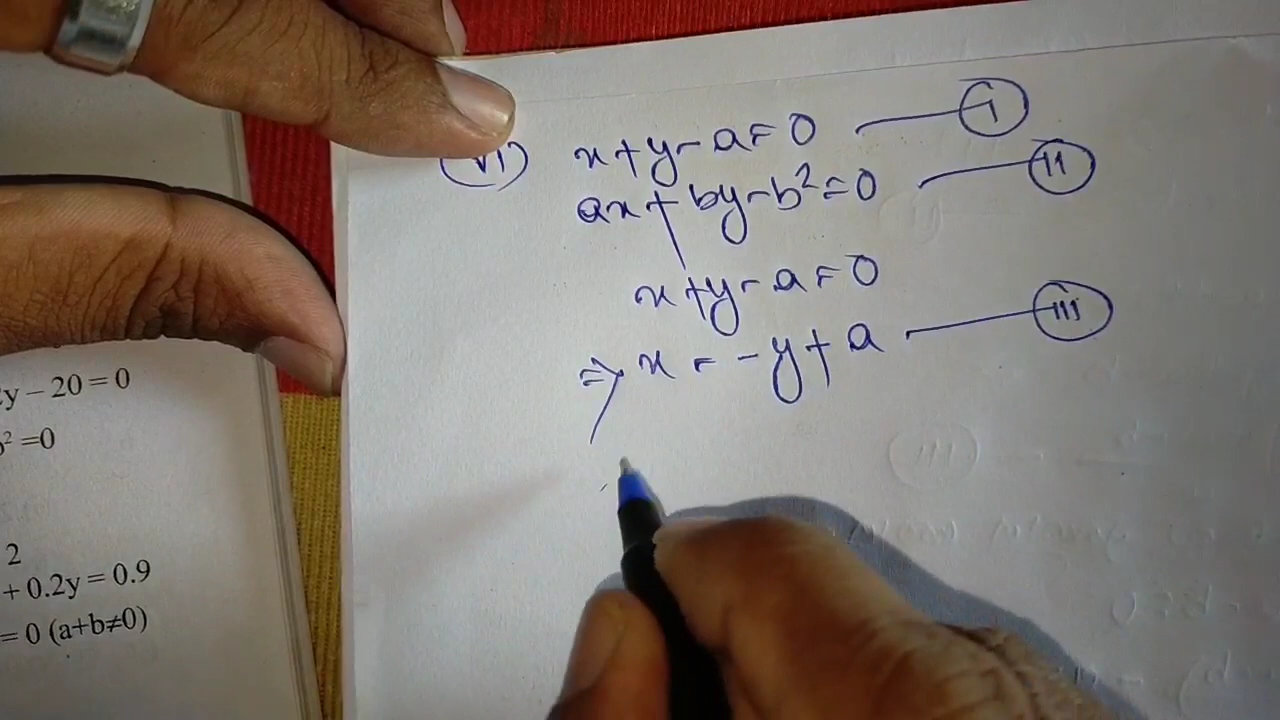 (vi) x + y - a = 0 — (i)
ax + by - b² = 0 — (ii)
x + y - a = 0
⇒ x = -y + a — (iii)
y – 20 = 0
² = 0
2
+ 0.2y = 0.9
= 0 (a+b≠0)